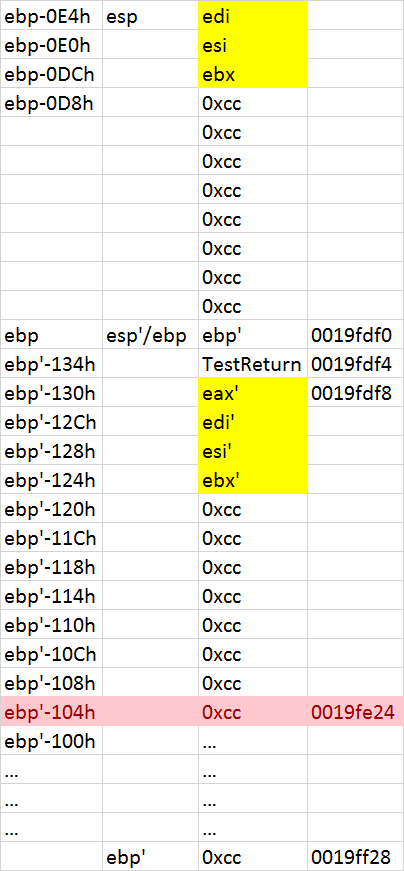 ebp-0E4h esp edi
ebp-0E0h esi
ebp-0DCh ebx
ebp-0D8h 0xcc
0xcc
0xcc
0xcc
0xcc
0xcc
0xcc
0xcc
ebp esp'/ebp ebp' 0019fdf0
ebp'-134h TestReturn 0019fdf4
ebp'-130h eax' 0019fdf8
ebp'-12Ch edi'
ebp'-128h esi'
ebp'-124h ebx'
ebp'-120h 0xcc
ebp'-11Ch 0xcc
ebp'-118h 0xcc
ebp'-114h 0xcc
ebp'-110h 0xcc
ebp'-10Ch 0xcc
ebp'-108h 0xcc
ebp'-104h 0xcc 0019fe24
ebp'-100h ...
... ...
... ...
... ...
ebp' 0xcc 0019ff28